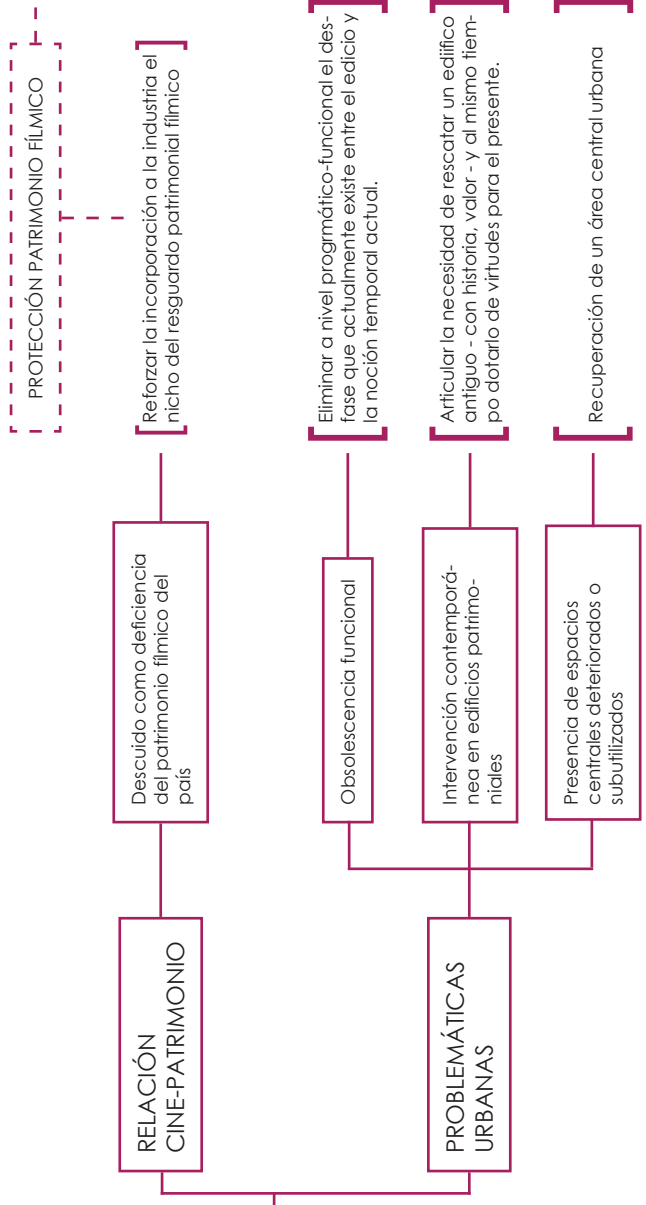 PROTECCIÓN PATRIMONIO FÍLMICO
RELACIÓN
CINE-PATRIMONIO
Descuido como deficiencia
del patrimonio fílmico del
país
Reforzar la incorporación a la industria el
nicho del resguardo patrimonial fílmico
PROBLEMÁTICAS
URBANAS
Obsolescencia funcional
Eliminar a nivel progrmático-funcional el des-
fase que actualmente existe entre el edicio y
la noción temporal actual.
Intervención contemporá-
nea en edificios patrimo-
niales
Articular la necesidad de rescatar un ediifico
antiguo - con historia, valor - y al mismo tiem-
po dotarlo de virtudes para el presente.
Presencia de espacios
centrales deteriorados o
subutilizados
Recuperación de un área central urbana